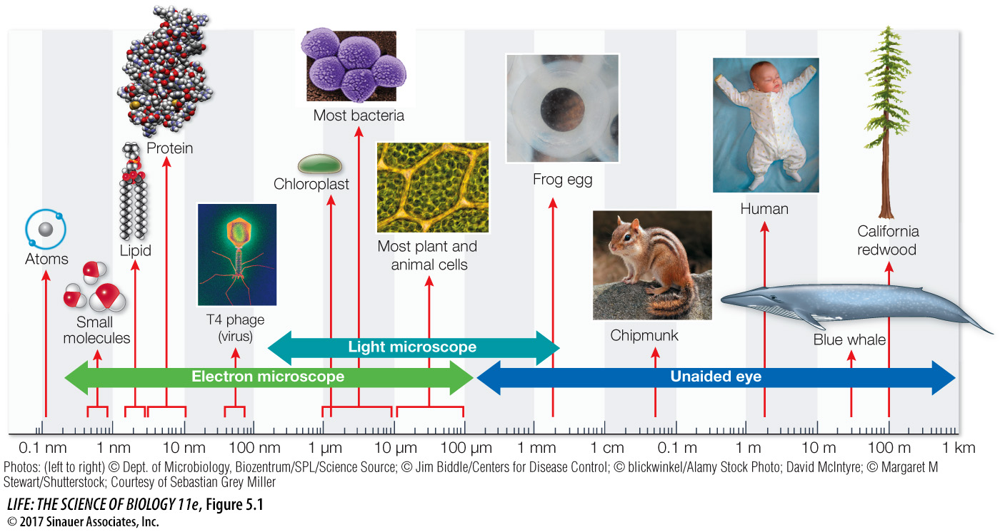 Protein
Most bacteria
Chloroplast
Frog egg
Human
California
redwood
Atoms
Lipid
Most plant and
animal cells
Small
molecules
T4 phage
(virus)
Chipmunk
Blue whale
Light microscope
Electron microscope
Unaided eye
0.1 nm 1 nm 10 nm 100 nm 1 µm 10 µm 100 µm 1 mm 1 cm 0.1 m 1 m 10 m 100 m 1 km
Photos: (left to right) © Dept. of Microbiology, Biozentrum/SPL/Science Source; © Jim Biddle/Centers for Disease Control; © blickwinkel/Alamy Stock Photo; David McIntyre; © Margaret M
Stewart/Shutterstock; Courtesy of Sebastian Grey Miller
LIFE: THE SCIENCE OF BIOLOGY 11e, Figure 5.1
© 2017 Sinauer Associates, Inc.